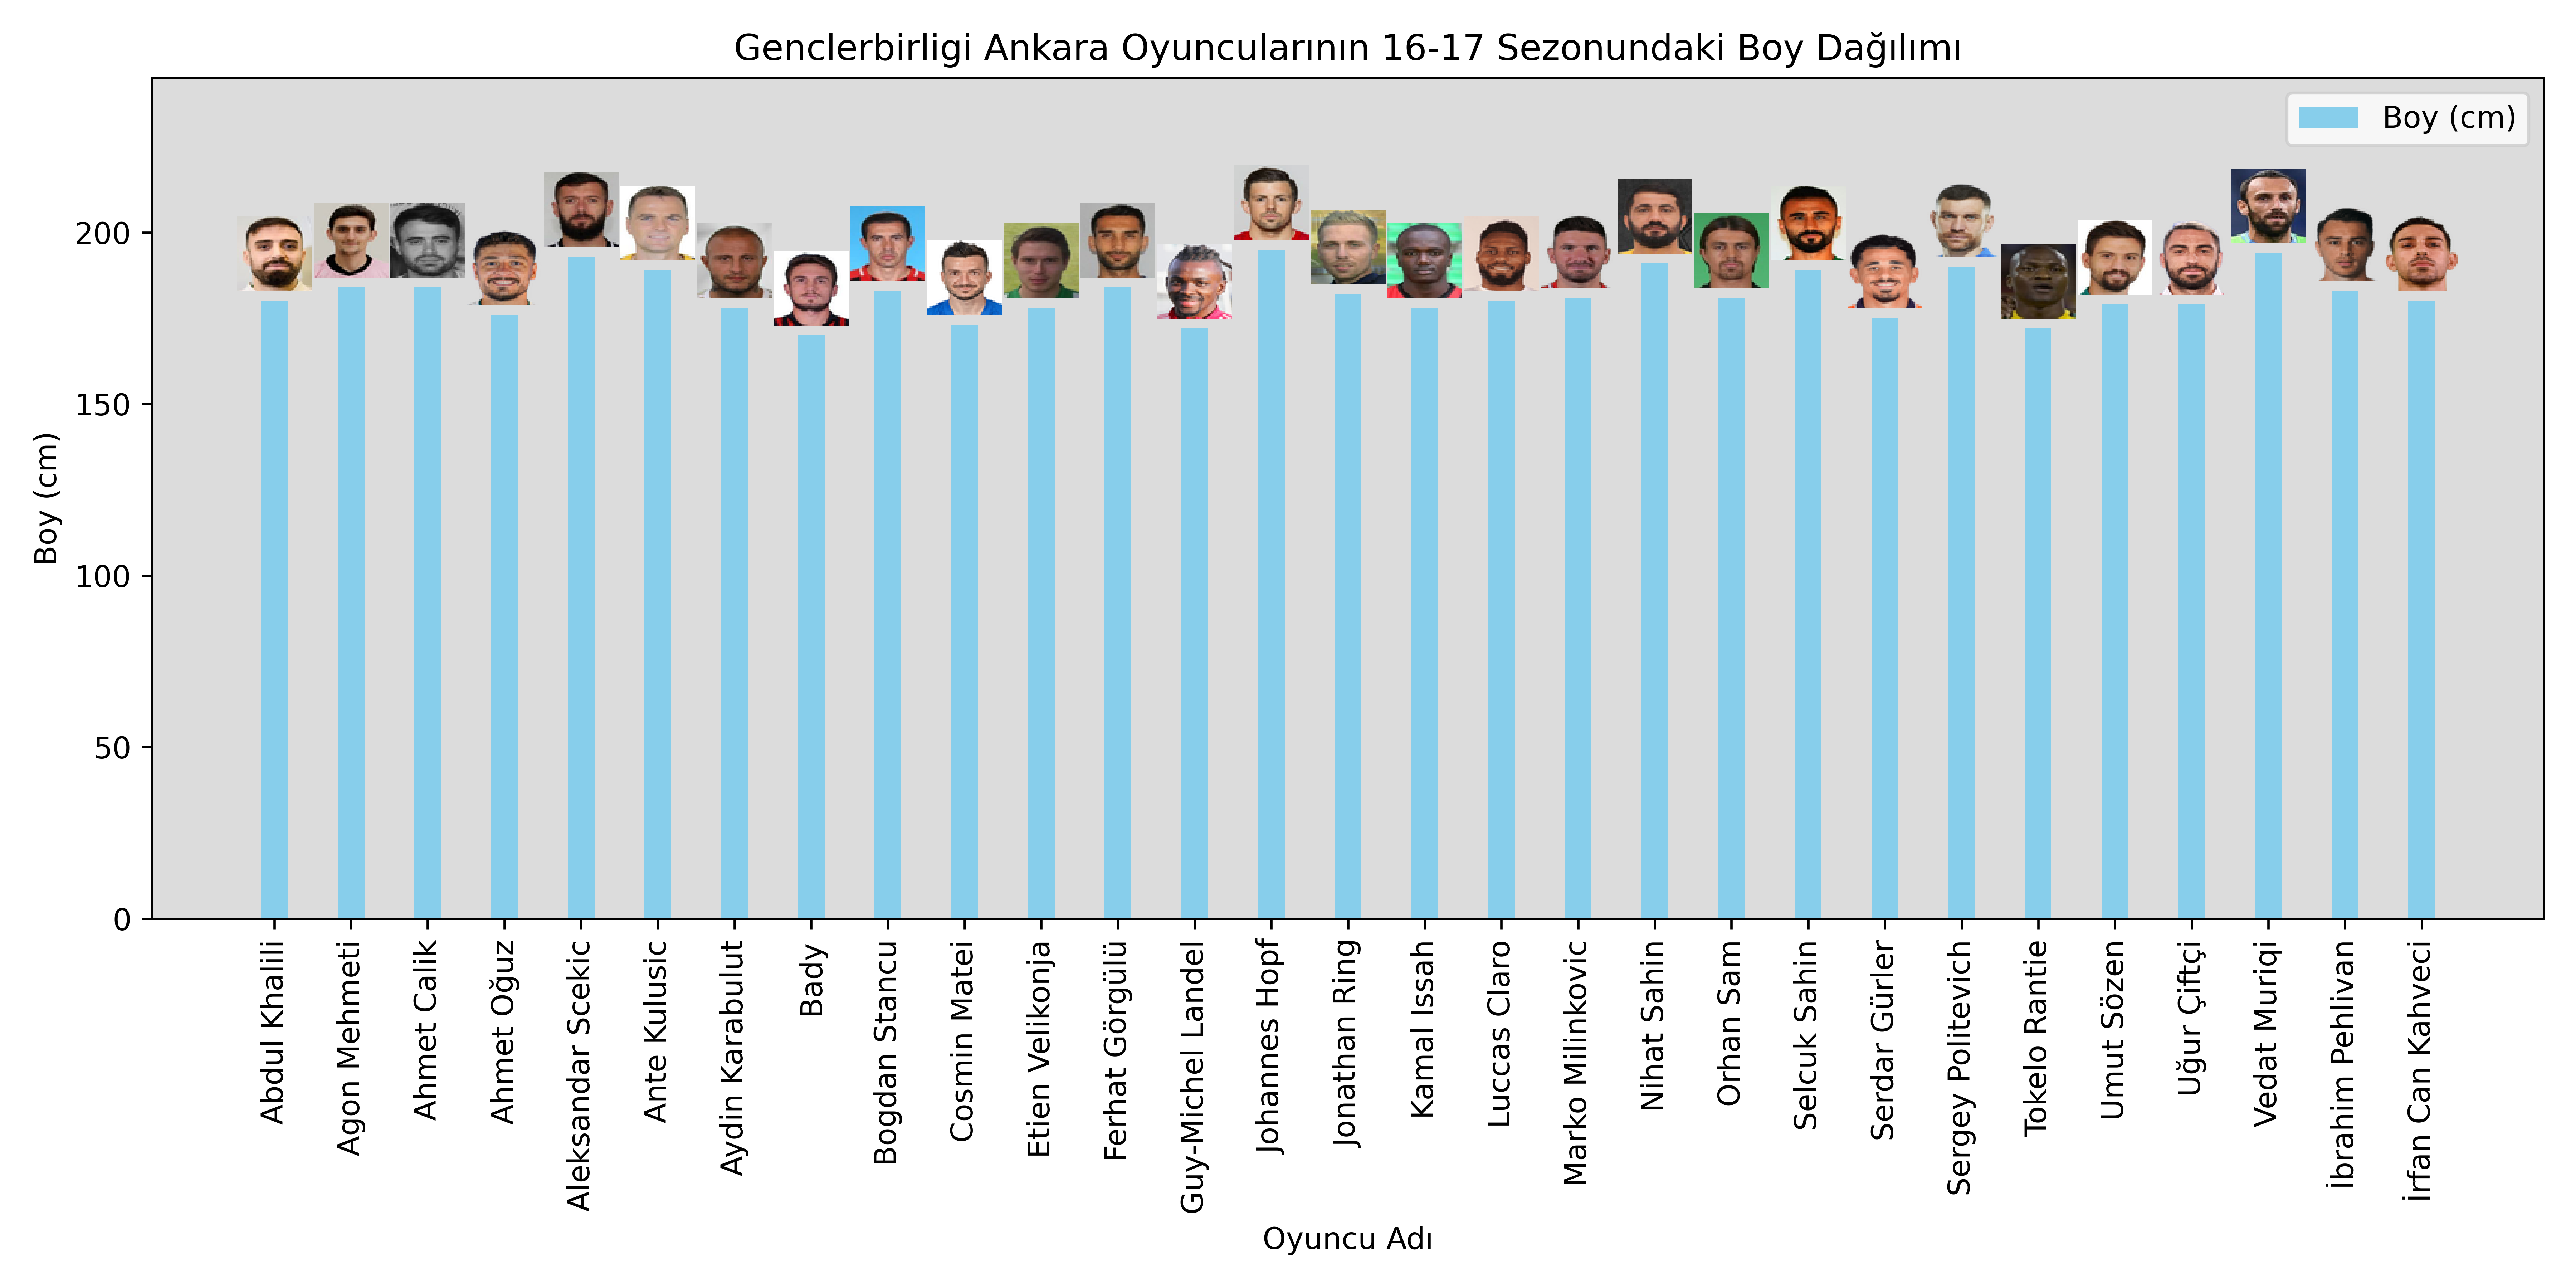 Genclerbirligi Ankara Oyuncularının 16-17 Sezonundaki Boy Dağılımı
Boy (cm)
200
150
100
50
0
Boy (cm)
Abdul Khalili
Agon Mehmeti
Ahmet Calik
Ahmet Oğuz
Aleksandar Scekic
Ante Kulusic
Aydin Karabulut
Bady
Bogdan Stancu
Cosmin Matei
Etien Velikonja
Ferhat Görgülü
Guy-Michel Landel
Johannes Hopf
Jonathan Ring
Kamal Issah
Luccas Claro
Marko Milinkovic
Nihat Sahin
Orhan Sam
Selcuk Sahin
Serdar Gürler
Sergey Politevich
Tokelo Rantie
Umut Sözen
Uğur Çiftçi
Vedat Muriqi
İbrahim Pehlivan
İrfan Can Kahveci
Oyuncu Adı